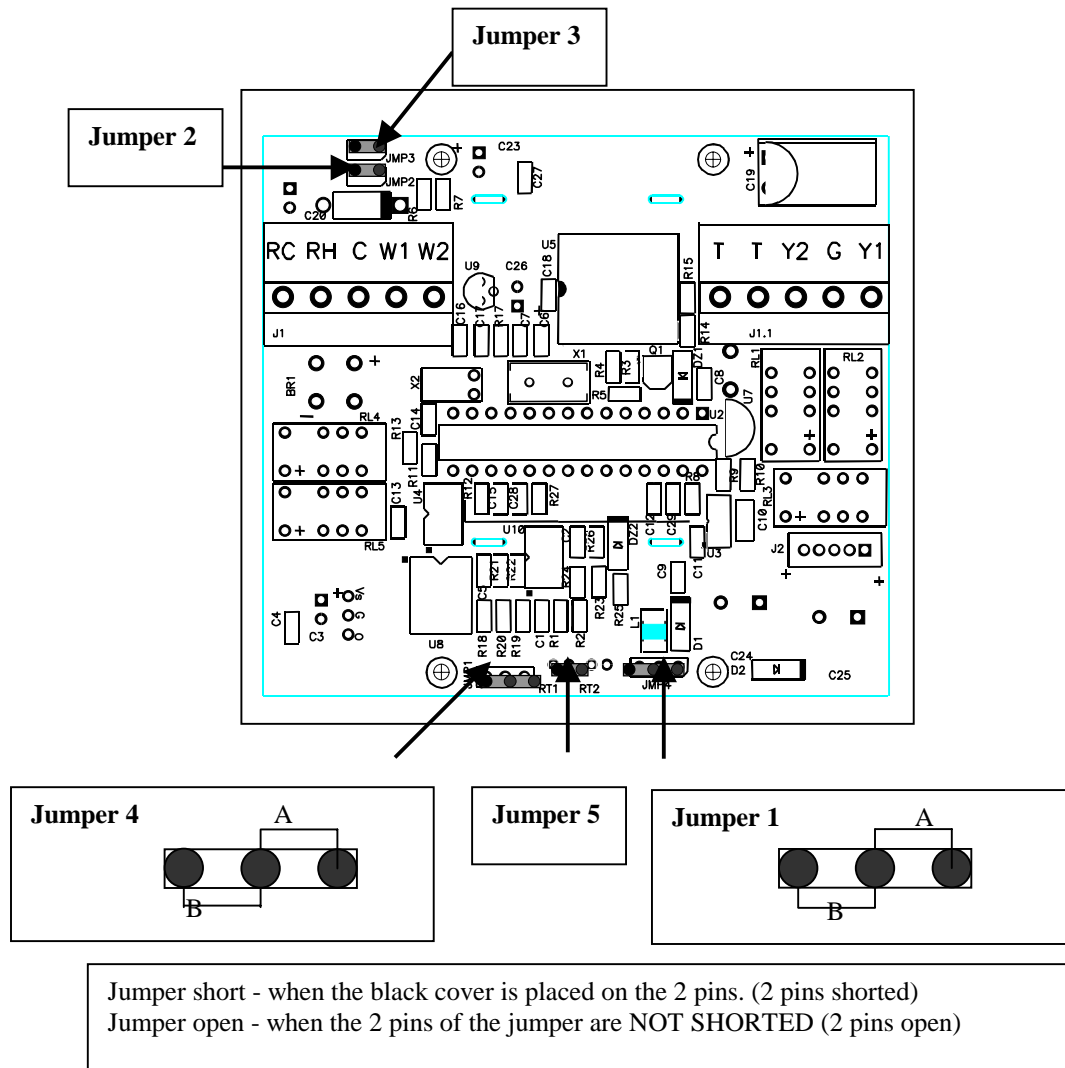 Jumper 3
Jumper 2
C23
JMP3
JMP2
C27
C19
C20
R6
R7
RC RH C W1 W2
U9
C26
C18
U5
R15
T T Y2 G Y1
J1
C16
C17
R17
C7
C6
R14
J1.1
BR1
X2
X1
R4
R3
Q1
DZ1
C8
RL1
RL2
R5
U7
RL4
R13
C14
U2
R11
R9
R10
C13
U4
R12
C15
C28
R27
C12
C29
R8
RL3
RL5
U10
C2
R26
DZ2
U3
C10
C11
J2
C5
R21
R22
R24
R23
R25
C9
Vs
G
O
C4
C3
U8
R18
R20
R19
C1
R1
R2
L1
D1
C24
D2
C25
JMP1
RT1
RT2
JMP4
Jumper 4
A
B
Jumper 5
Jumper 1
A
B
Jumper short - when the black cover is placed on the 2 pins. (2 pins shorted)
Jumper open - when the 2 pins of the jumper are NOT SHORTED (2 pins open)